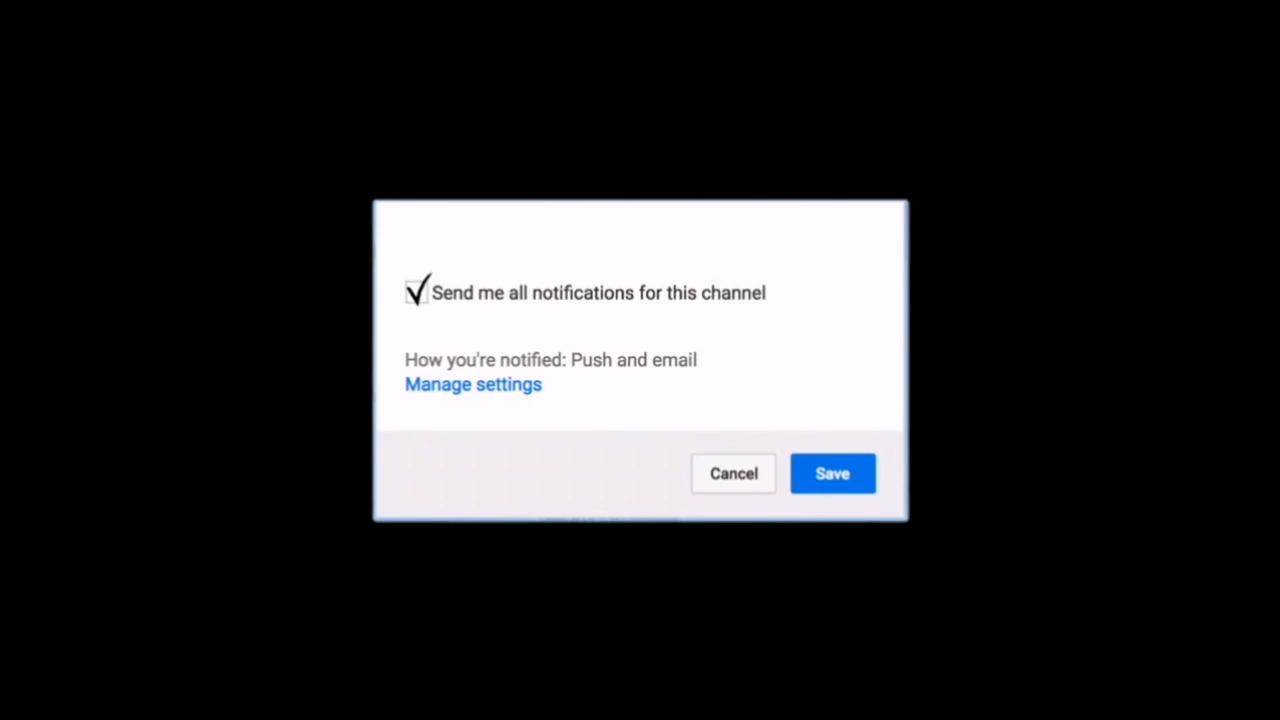 Send me all notifications for this channel
How you're notified: Push and email
Manage settings
Cancel
Save